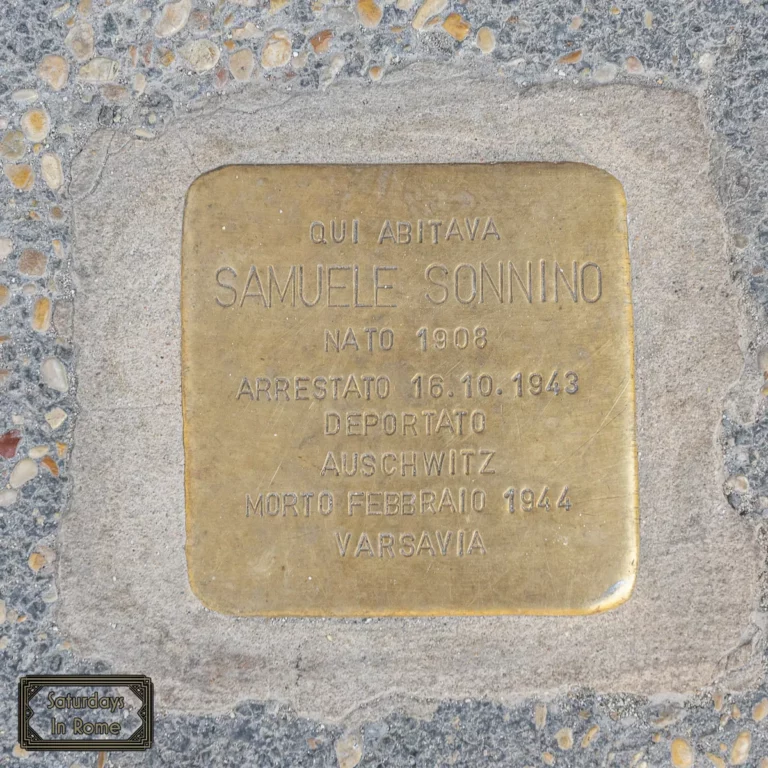 QUI ABITAVA
SAMUELE SONNINO
NATO 1908
ARRESTATO 16.10.1943
DEPORTATO
AUSCHWITZ
MORTO FEBBRAIO 1944
VARSAVIA
Saturdays
In Rome